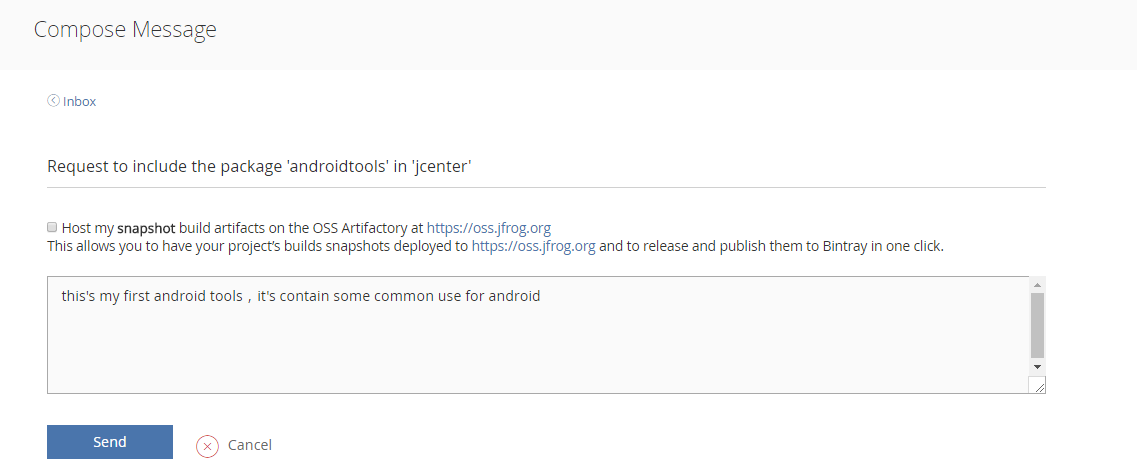 Compose Message
Inbox
Request to include the package 'androidtools' in 'jcenter'
Host my snapshot build artifacts on the OSS Artifactory at https://oss.jfrog.org
This allows you to have your project's builds snapshots deployed to https://oss.jfrog.org and to release and publish them to Bintray in one click.
this's my first android tools，it's contain some common use for android
Send
Cancel